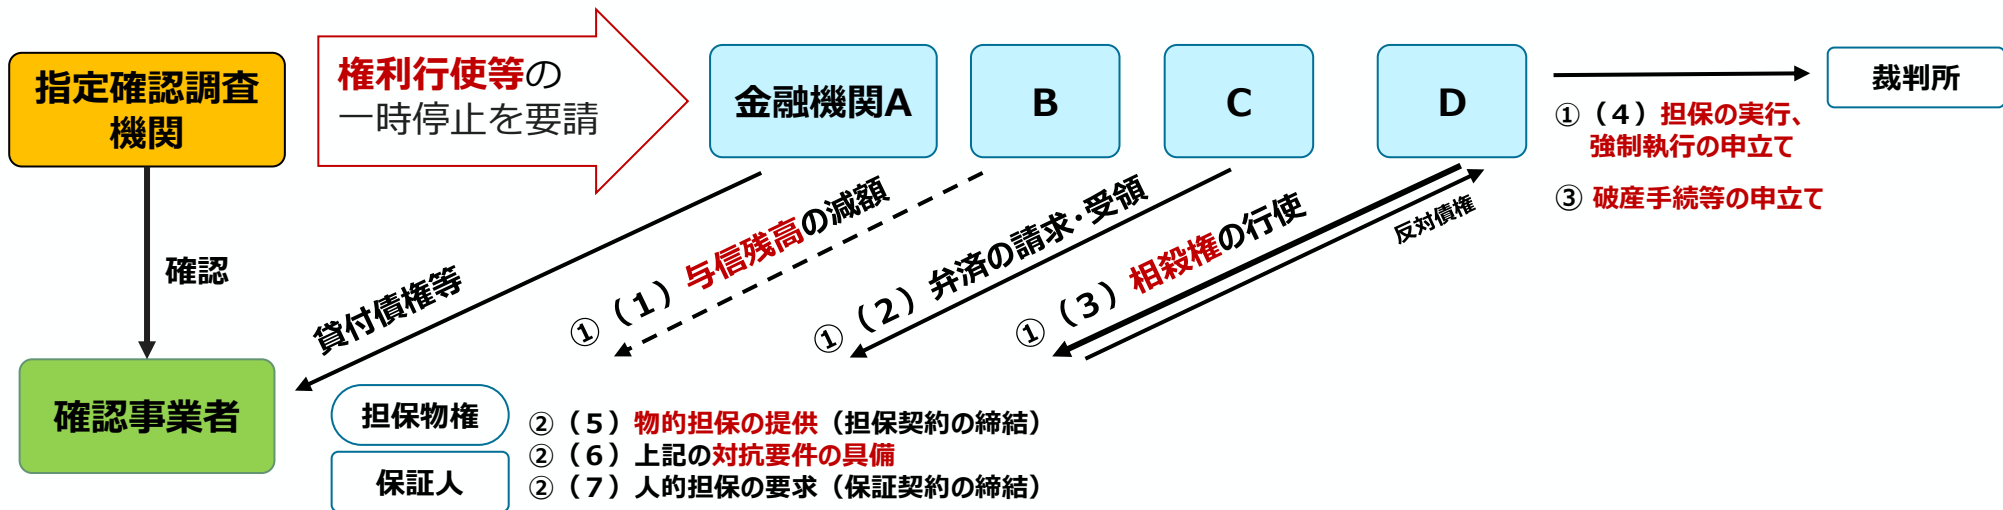 指定確認調査
機関
権利行使等の
一時停止を要請
金融機関A
B
C
D
裁判所
①（４）担保の実行、
強制執行の申立て
③ 破産手続等の申立て
確認
貸付債権等
①（１）与信残高の減額
①（２）弁済の請求・受領
①（３）相殺権の行使
反対債権
確認事業者
担保物権
保証人
②（５）物的担保の提供（担保契約の締結）
②（６）上記の対抗要件の具備
②（７）人的担保の要求（保証契約の締結）